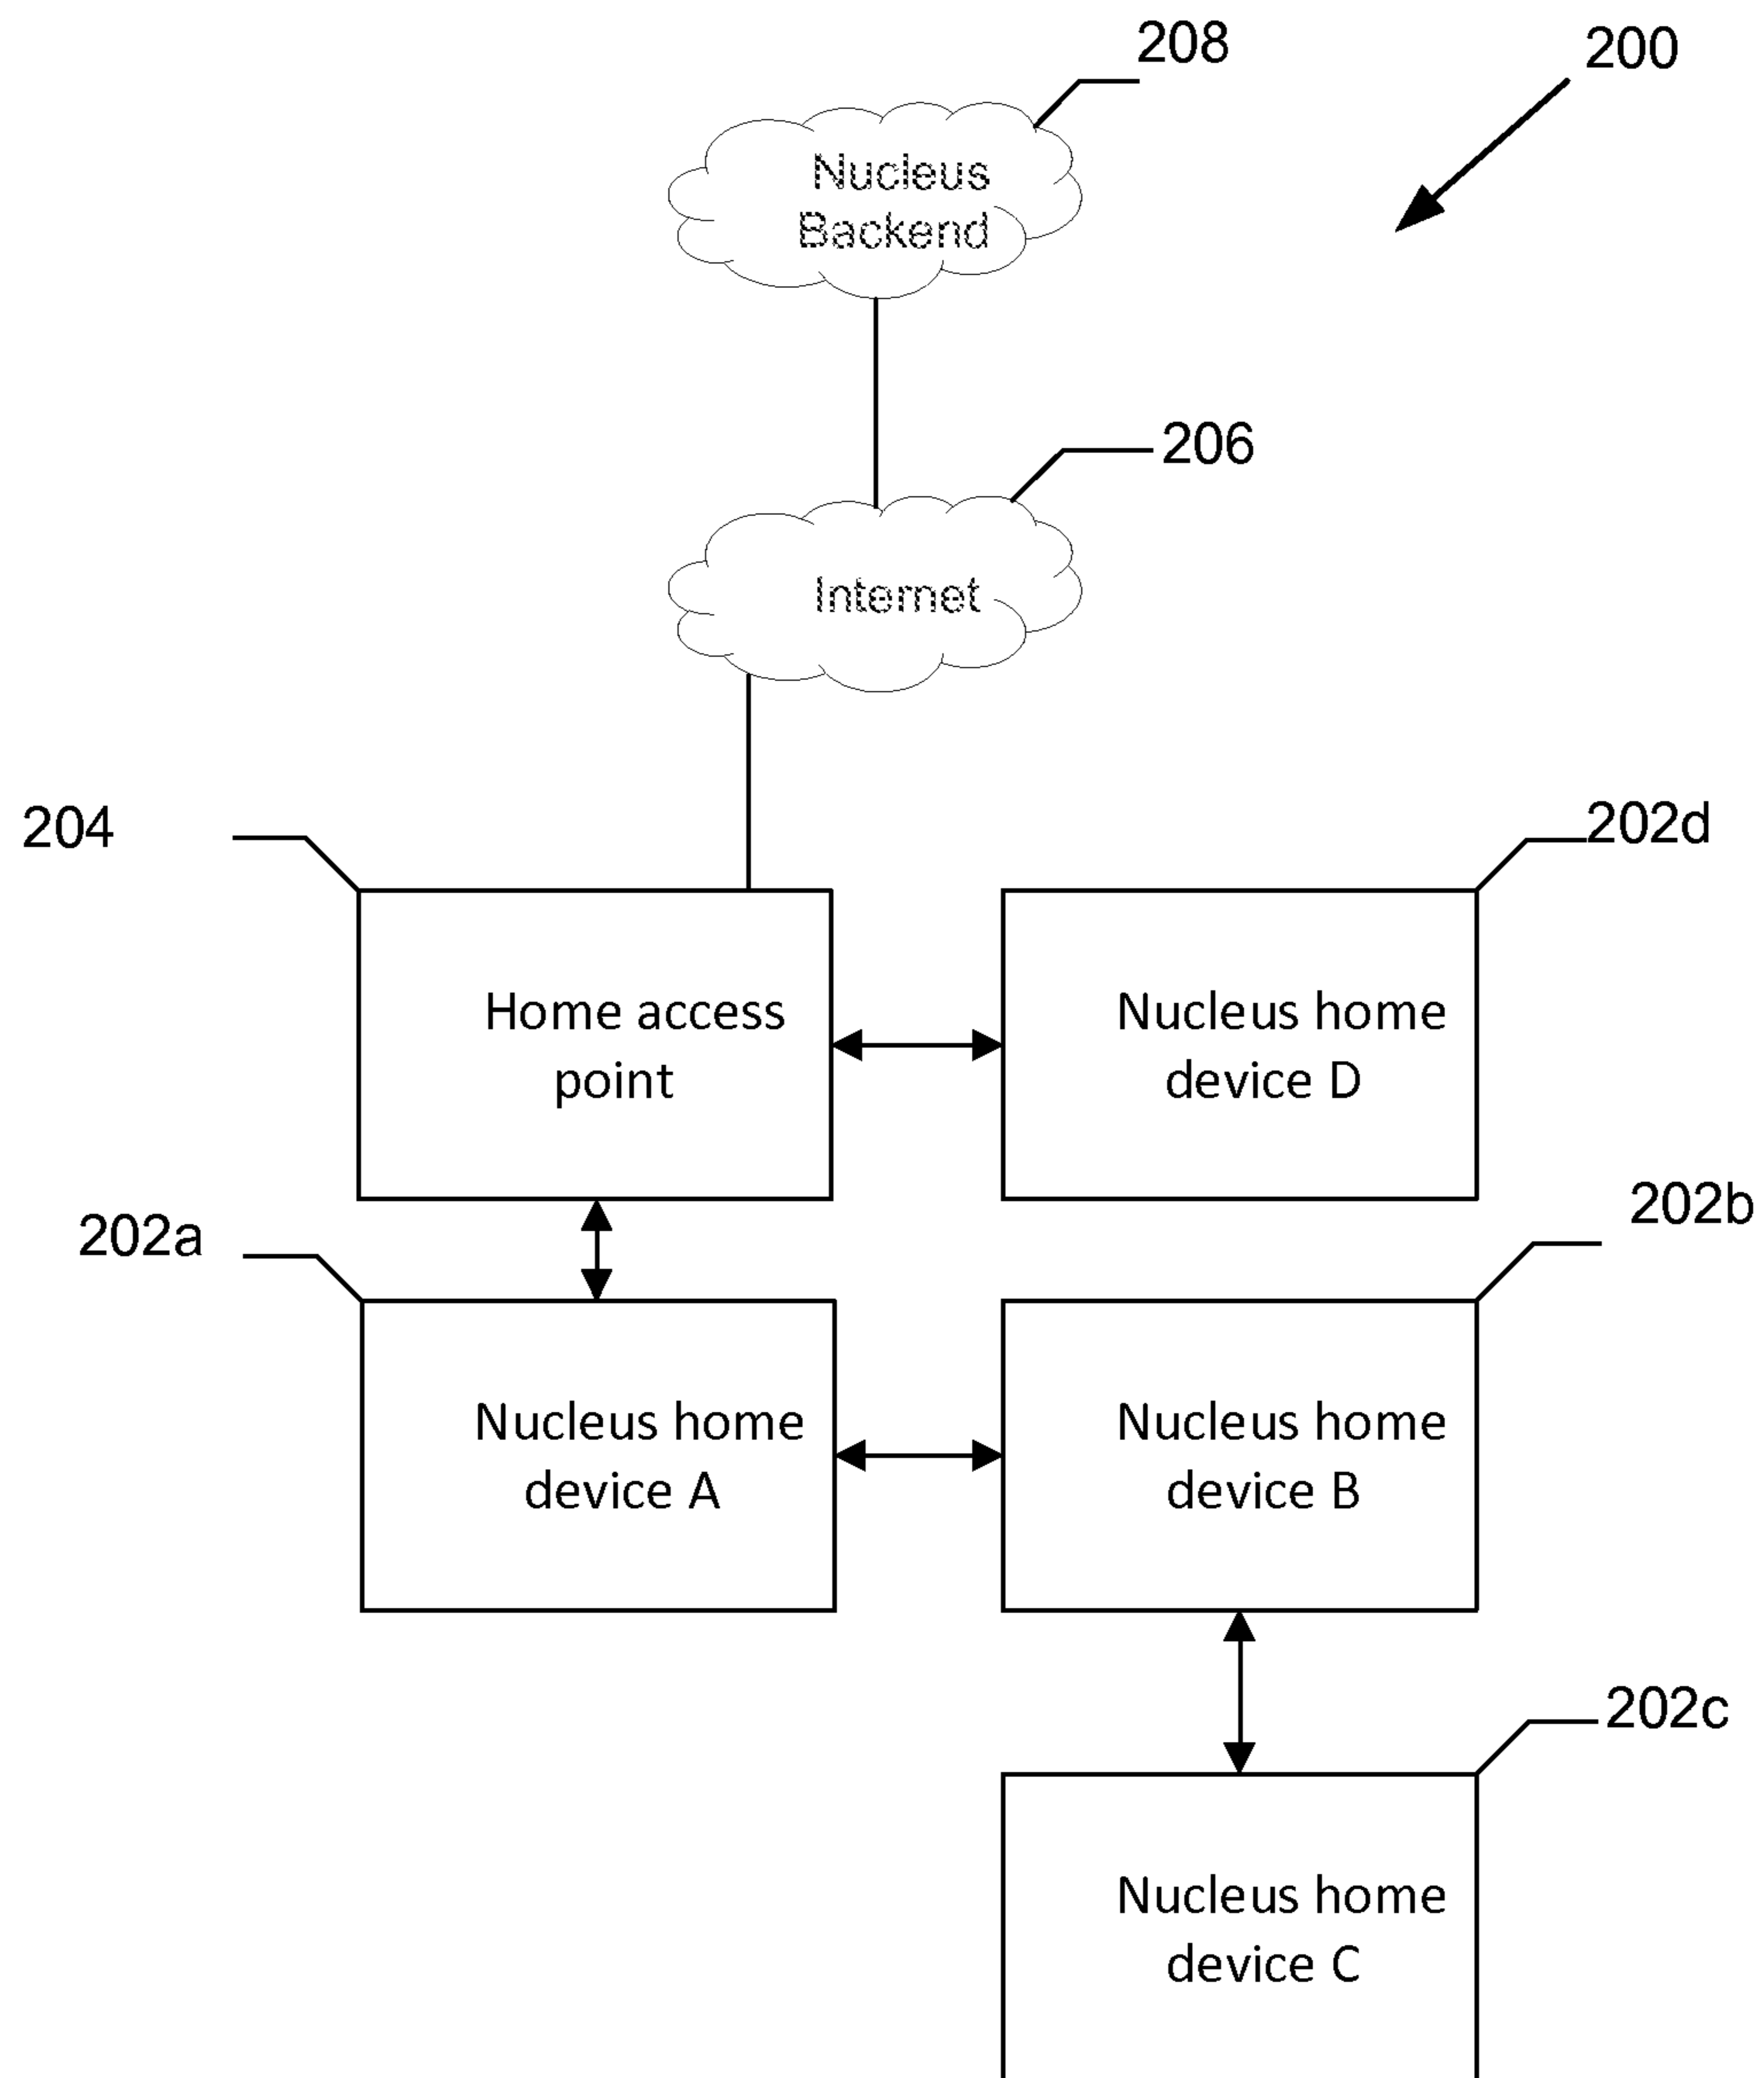 208
200
Nucleus
Backend
206
Internet
204
202d
Home access
point
Nucleus home
device D
202a
202b
Nucleus home
device A
Nucleus home
device B
202c
Nucleus home
device C